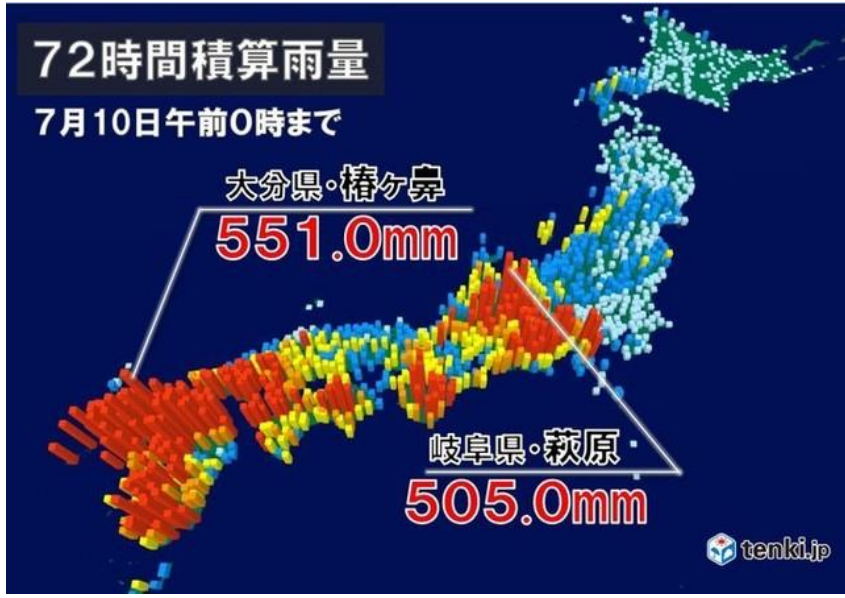 72時間積算雨量
7月10日午前0時まで
大分県・椿ヶ鼻
551.0mm
岐阜県・萩原
505.0mm
tenki.jp